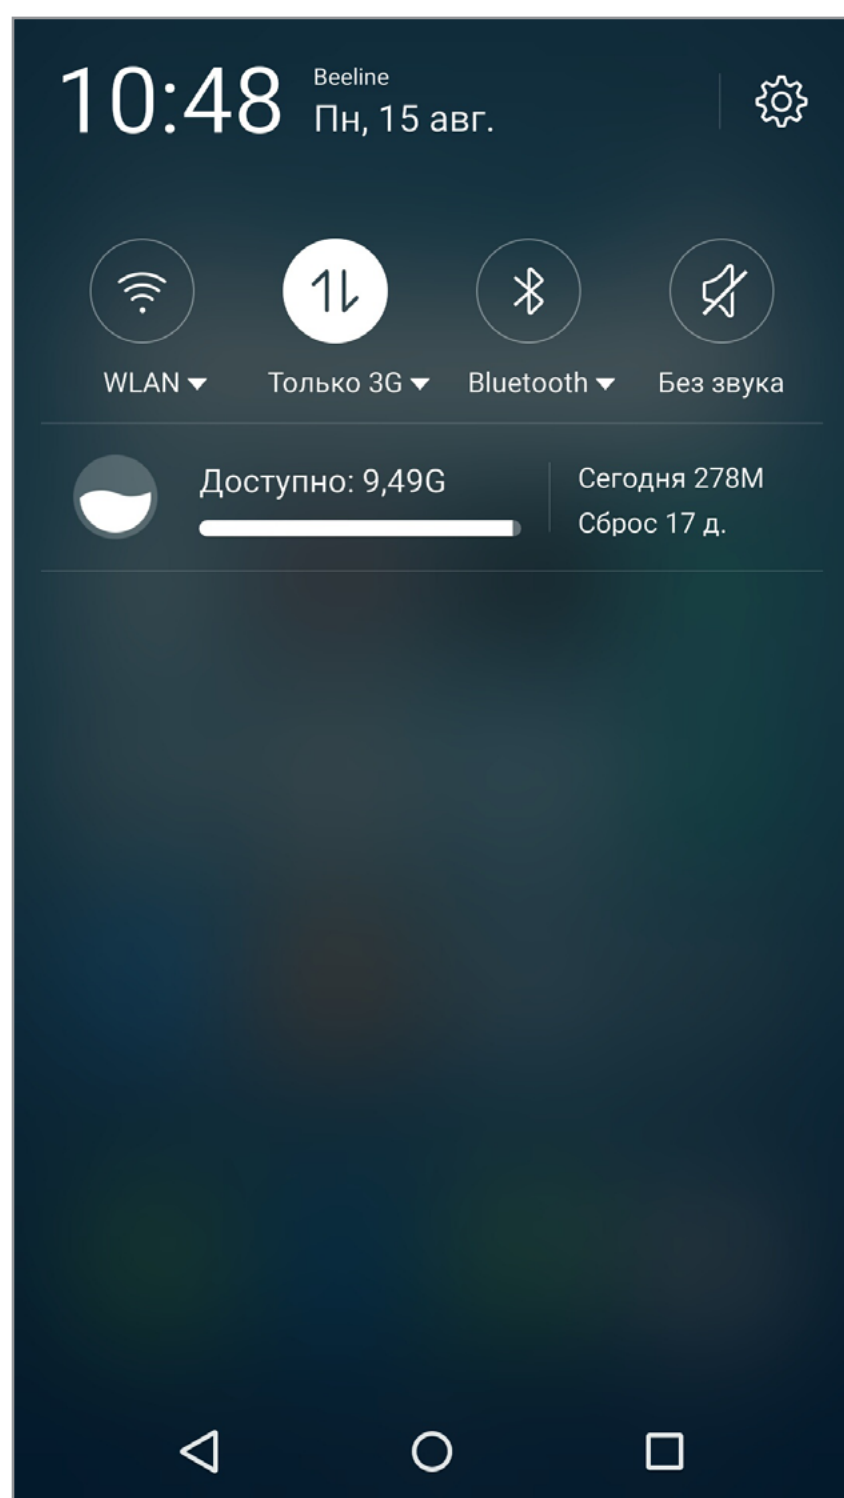 10:48
Beeline
Пн, 15 авг.
WLAN
Только 3G
Bluetooth
Без звука
Доступно: 9,49G
Сегодня 278M
Сброс 17 д.